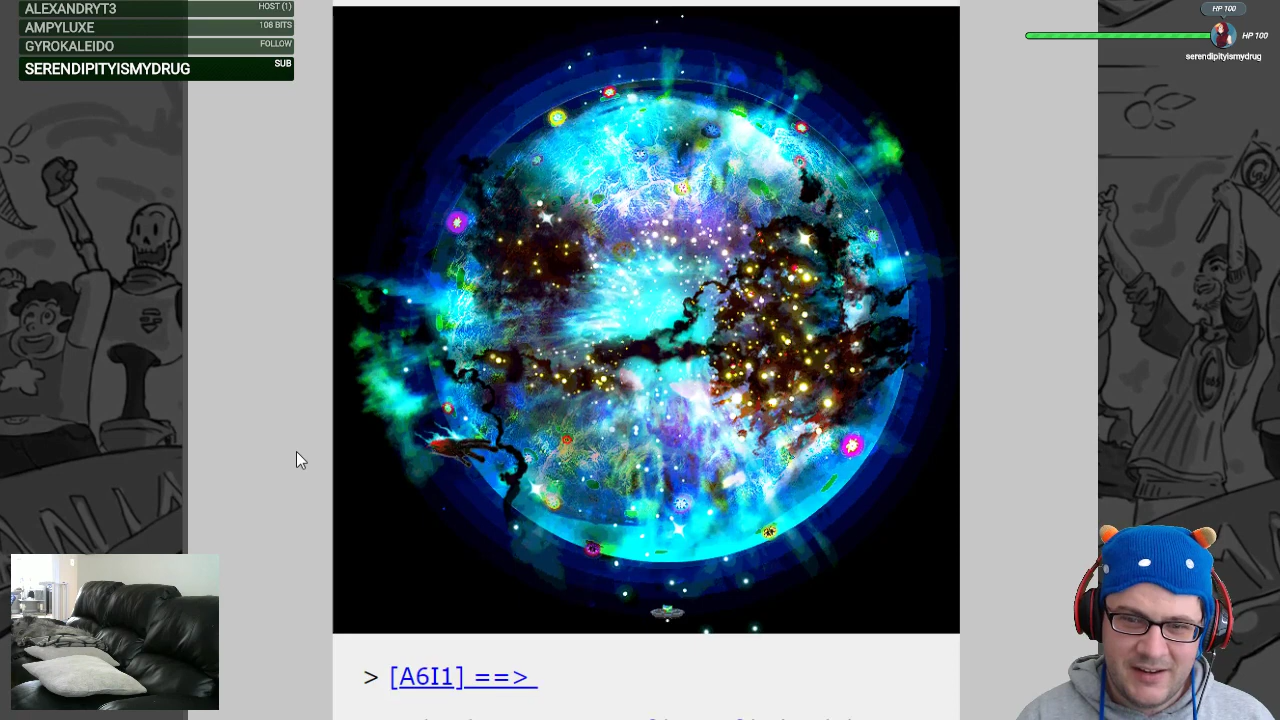 ALEXANDRYT3 HOST (1)
AMPYLUXE 108 BITS
GYROKALEIDO FOLLOW
SERENDIPITYISMYDRUG SUB
HP 100
HP 100
serendipityismydrug
> [A6I1] ==>